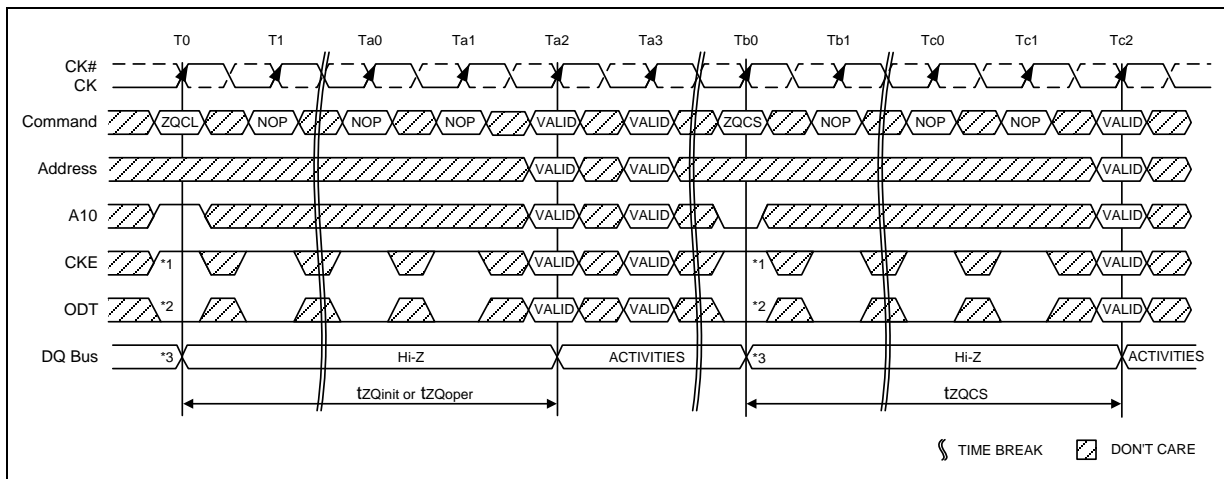 T0 T1 Ta0 Ta1 Ta2 Ta3 Tb0 Tb1 Tc0 Tc1 Tc2
CK#
CK
Command ZQCL NOP NOP NOP VALID VALID ZQCS NOP NOP NOP VALID
Address VALID VALID VALID
A10 VALID VALID VALID
CKE *1 VALID VALID *1 VALID
ODT *2 VALID VALID *2 VALID
DQ Bus *3 Hi-Z ACTIVITIES *3 Hi-Z ACTIVITIES
tZQinit or tZQoper tZQCS
TIME BREAK DON'T CARE